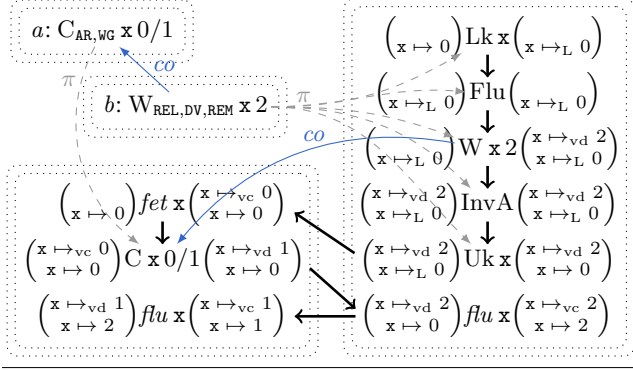 a: C_AR,WG x 0/1
co
π
b: W_REL,DV,REM x 2
π
co
( x ↦ 0 ) Lk x ( x ↦_L 0 )
( x ↦_L 0 ) Flu ( x ↦_L 0 )
( x ↦_L 0 ) W x 2 ( x ↦_vd 2 x ↦_L 0 )
( x ↦_vd 2 x ↦_L 0 ) InvA ( x ↦_vd 2 x ↦_L 0 )
( x ↦_vd 2 x ↦_L 0 ) Uk x ( x ↦_vd 2 x ↦ 0 )
( x ↦_vd 2 x ↦ 0 ) flu x ( x ↦_vc 2 x ↦ 2 )
( x ↦ 0 ) fet x ( x ↦_vc 0 x ↦ 0 )
( x ↦_vc 0 x ↦ 0 ) C x 0/1 ( x ↦_vd 1 x ↦ 0 )
( x ↦_vd 1 x ↦ 2 ) flu x ( x ↦_vc 1 x ↦ 1 )